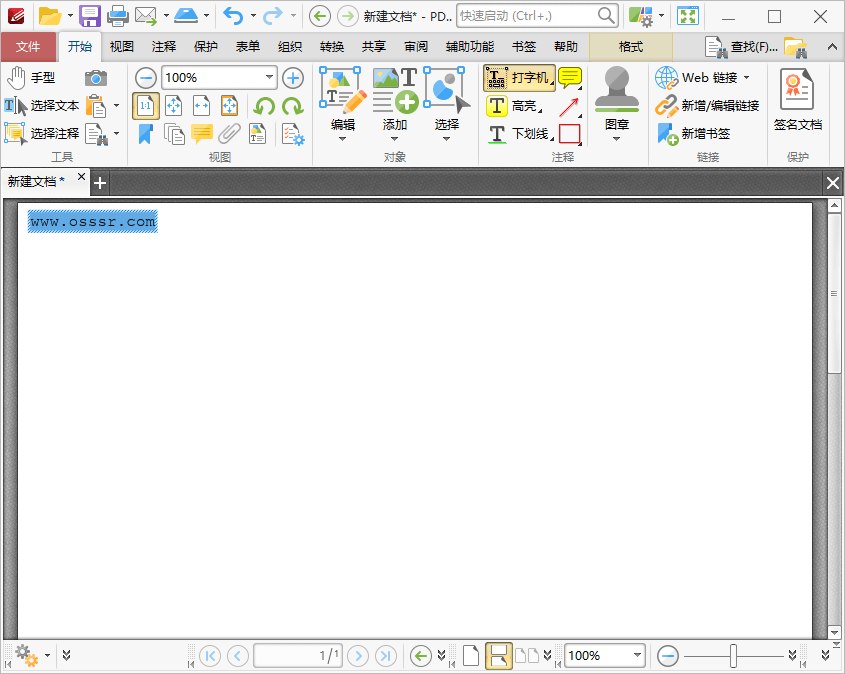 新建文档* - PD..
快速启动 (Ctrl+.)
文件 开始 视图 注释 保护 表单 组织 转换 共享 审阅 辅助功能 书签 帮助 格式 查找(F)...
手型
选择文本
选择注释
工具
100%
1:1
视图
编辑
添加
选择
对象
打字机
高亮
下划线
注释
图章
Web 链接
新增/编辑链接
新增书签
链接
签名文档
保护
新建文档 *
www.osssr.com
1/1
100%